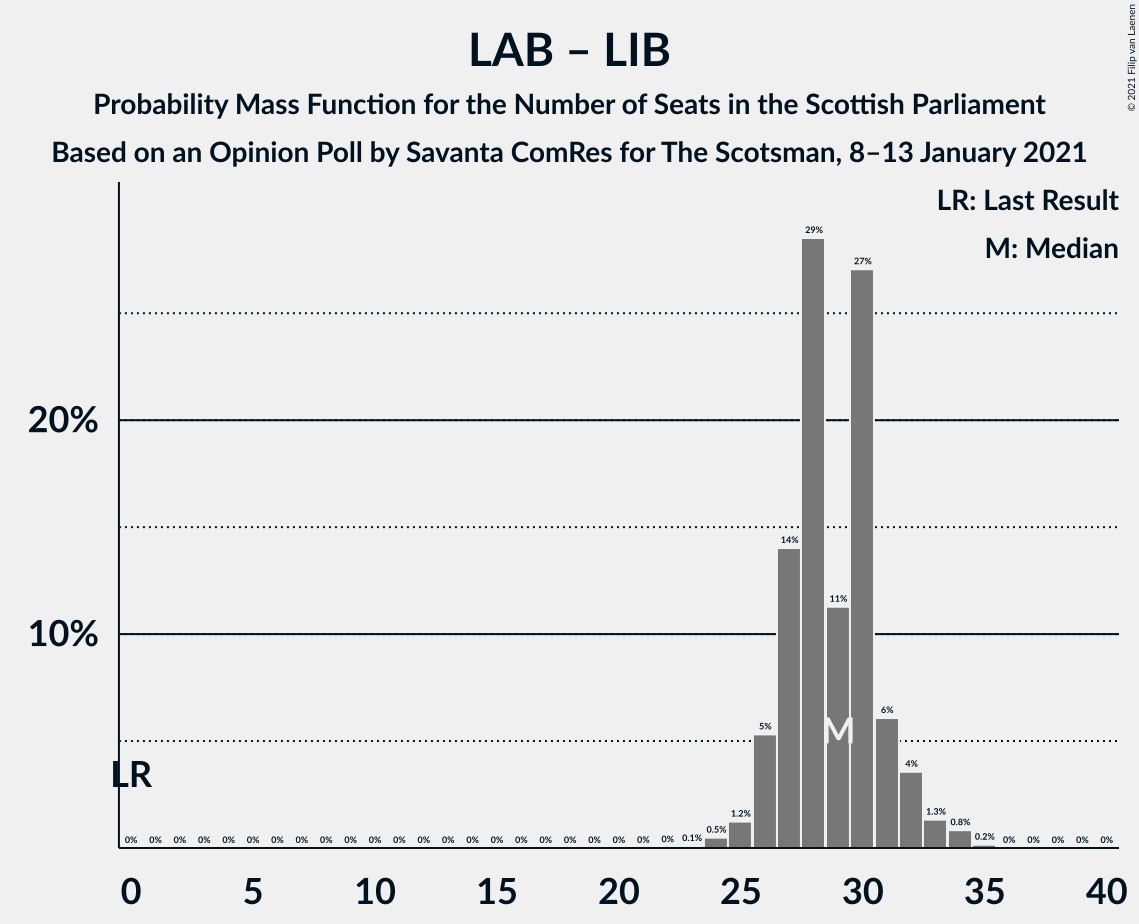 LAB – LIB
Probability Mass Function for the Number of Seats in the Scottish Parliament
Based on an Opinion Poll by Savanta ComRes for The Scotsman, 8–13 January 2021
© 2021 Filip van Laenen
LR: Last Result
M: Median
29%
27%
20%
14%
11%
10%
6%
5%
M
4%
LR
1.3%
1.2%
0.8%
0.5%
0% 0% 0% 0% 0% 0% 0% 0% 0% 0% 0% 0% 0% 0% 0% 0% 0% 0% 0% 0% 0% 0% 0% 0.1% 0.2% 0% 0% 0% 0% 0%
0 5 10 15 20 25 30 35 40